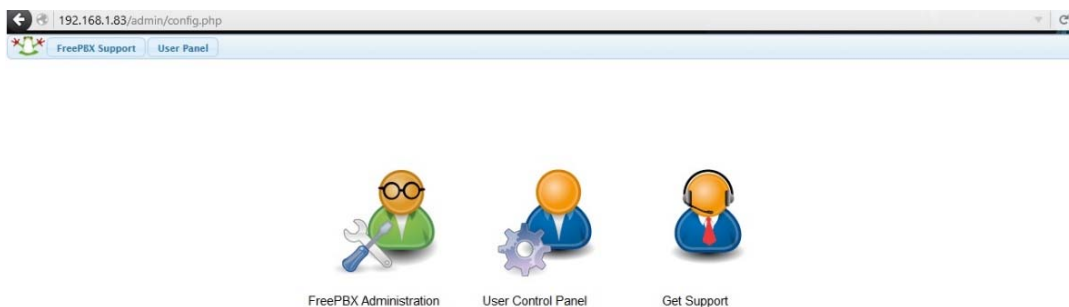 192.168.1.83/admin/config.php
FreePBX Support User Panel
FreePBX Administration User Control Panel Get Support